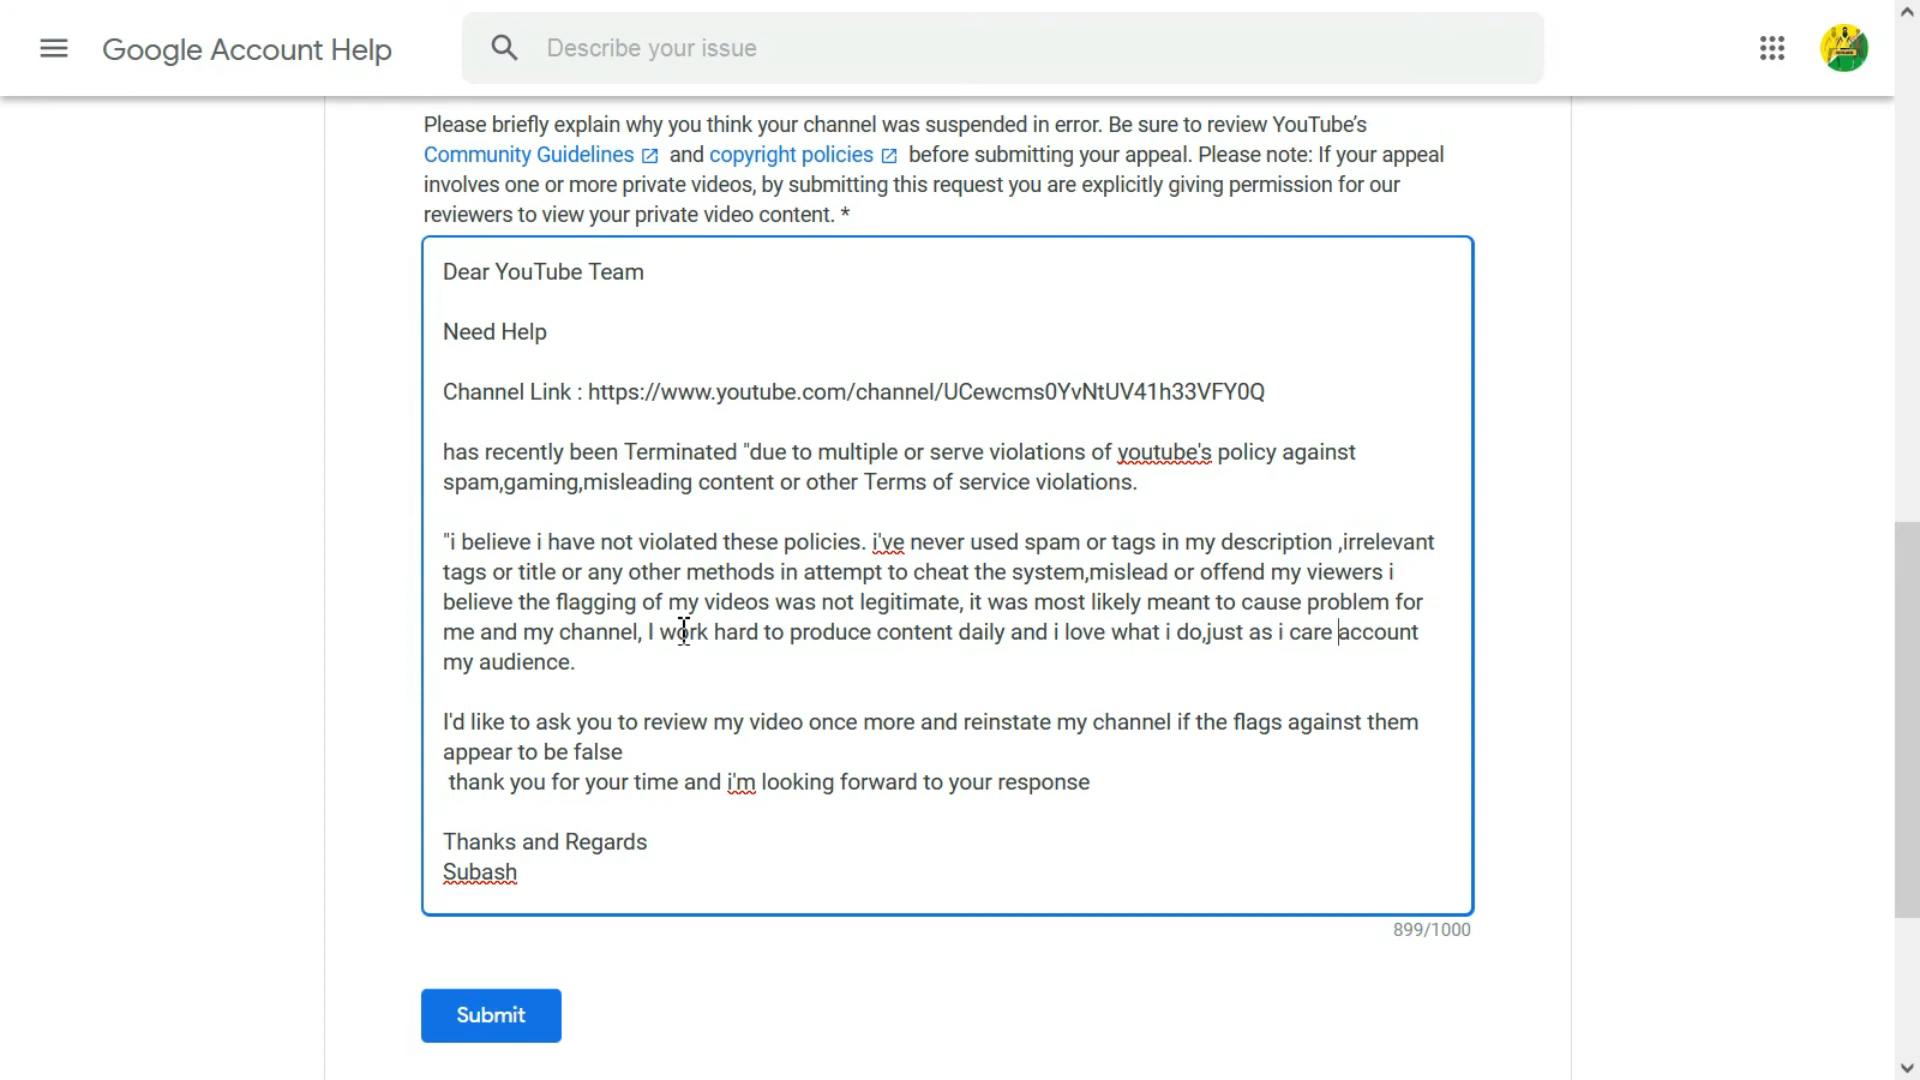 Google Account Help
Describe your issue
Please briefly explain why you think your channel was suspended in error. Be sure to review YouTube's
Community Guidelines and copyright policies before submitting your appeal. Please note: If your appeal
involves one or more private videos, by submitting this request you are explicitly giving permission for our
reviewers to view your private video content. *
Dear YouTube Team
Need Help
Channel Link : https://www.youtube.com/channel/UCewcms0YvNtUV41h33VFY0Q
has recently been Terminated "due to multiple or serve violations of youtube's policy against
spam,gaming,misleading content or other Terms of service violations.
"i believe i have not violated these policies. i've never used spam or tags in my description ,irrelevant
tags or title or any other methods in attempt to cheat the system,mislead or offend my viewers i
believe the flagging of my videos was not legitimate, it was most likely meant to cause problem for
me and my channel, I work hard to produce content daily and i love what i do,just as i care account
my audience.
I'd like to ask you to review my video once more and reinstate my channel if the flags against them
appear to be false
thank you for your time and i'm looking forward to your response
Thanks and Regards
Subash
899/1000
Submit